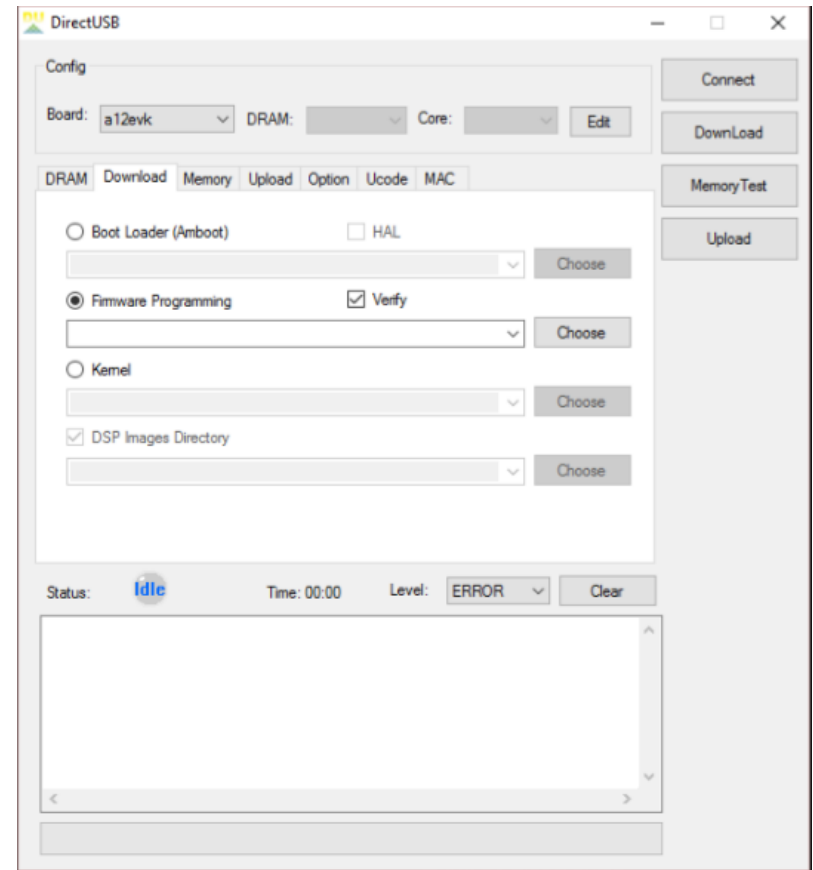 DirectUSB
Config
Connect
Board: a12evk DRAM: Core: Edit
DownLoad
DRAM Download Memory Upload Option Ucode MAC
MemoryTest
Boot Loader (Amboot) HAL
Upload
Choose
Firmware Programming Verify
Choose
Kernel
Choose
DSP Images Directory
Choose
Status: Idle Time: 00:00 Level: ERROR Clear